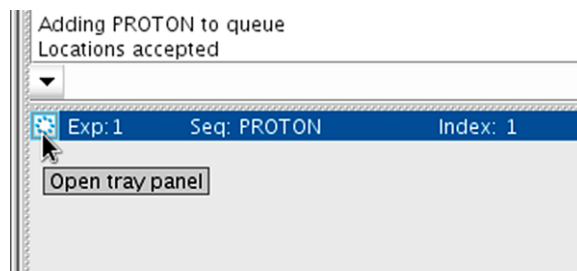 Adding PROTON to queue
Locations accepted
Exp: 1 Seq: PROTON Index: 1
Open tray panel